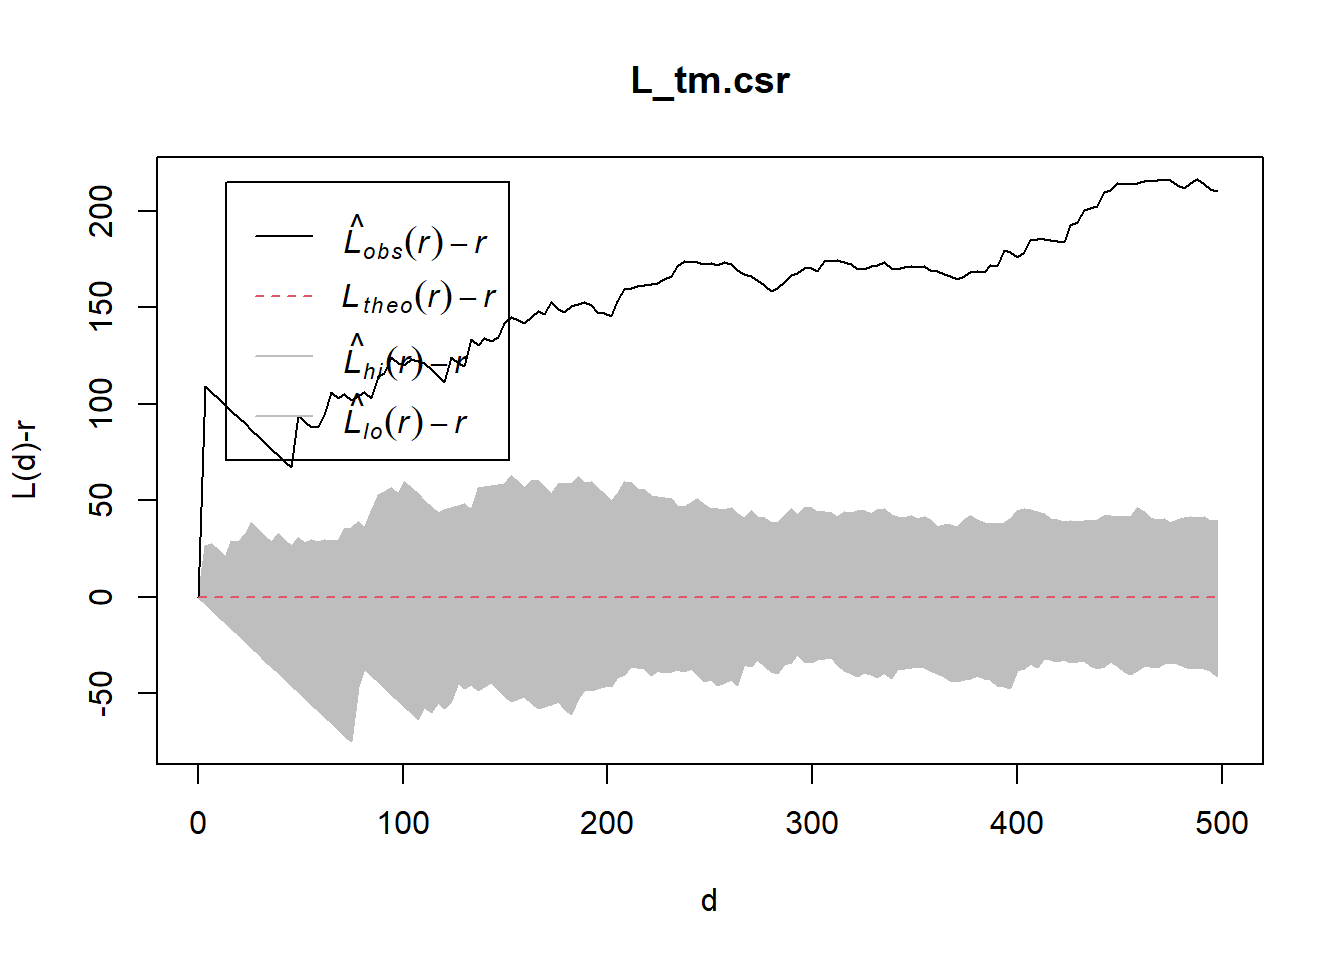 L_tm.csr
L̂obs(r) − r
Ltheo(r) − r
L̂hi(r) − r
L̂lo(r) − r
L(d)-r
200
150
100
50
0
-50
0 100 200 300 400 500
d